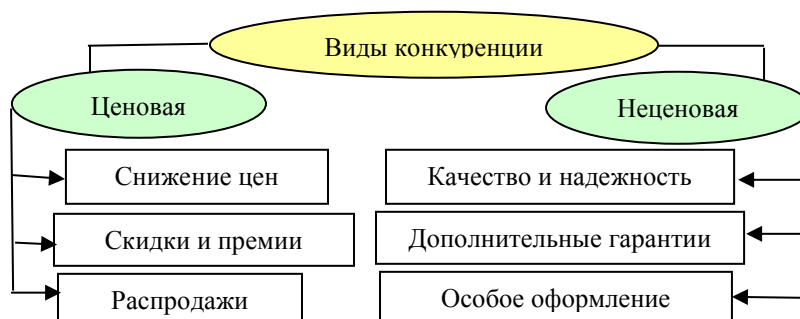 Виды конкуренции
Ценовая
Неценовая
Снижение цен
Качество и надежность
Скидки и премии
Дополнительные гарантии
Распродажи
Особое оформление